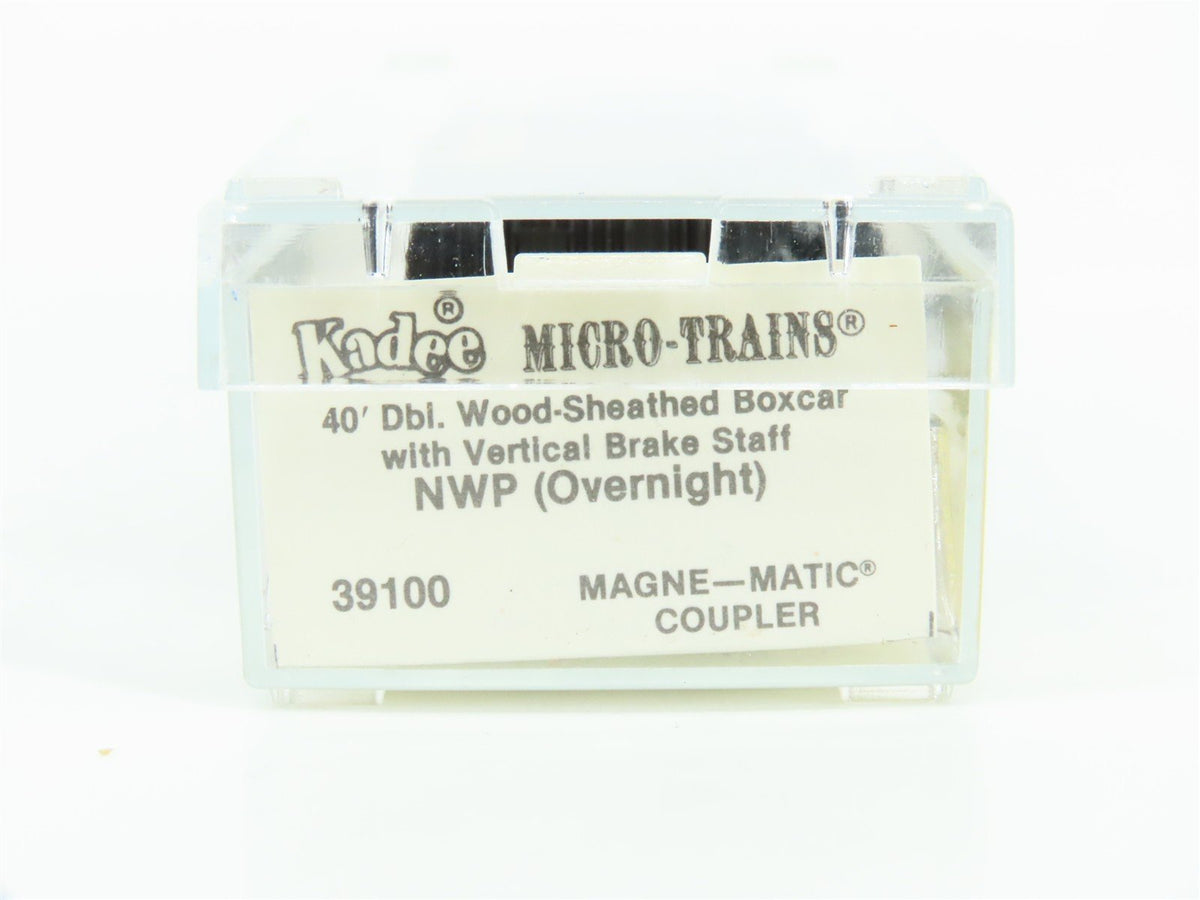 Kadee® MICRO-TRAINS®
40' Dbl. Wood-Sheathed Boxcar
with Vertical Brake Staff
NWP (Overnight)
39100 MAGNE—MATIC®
COUPLER